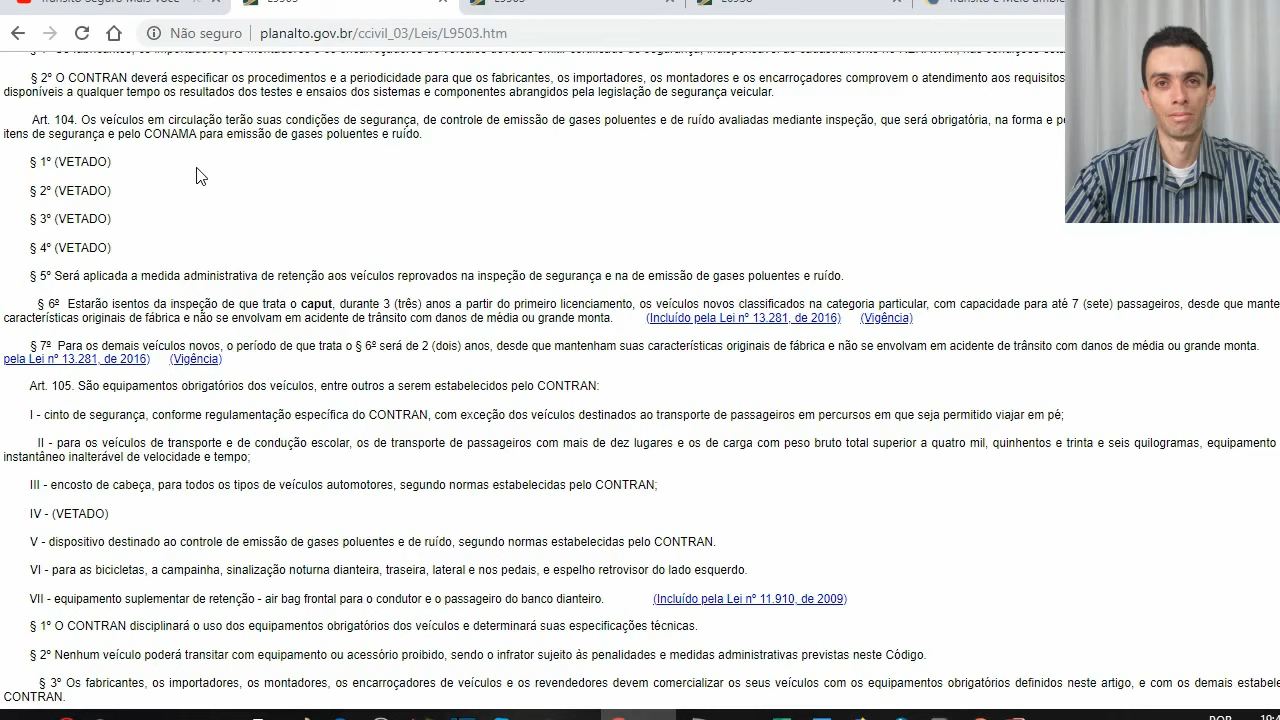 Trânsito Seguro Mais Você
L9503
L9503
L6938
Trânsito e Meio ambien
Não seguro planalto.gov.br/ccivil_03/Leis/L9503.htm
§ 2º O CONTRAN deverá especificar os procedimentos e a periodicidade para que os fabricantes, os importadores, os montadores e os encarroçadores comprovem o atendimento aos requisitos
disponíveis a qualquer tempo os resultados dos testes e ensaios dos sistemas e componentes abrangidos pela legislação de segurança veicular.
Art. 104. Os veículos em circulação terão suas condições de segurança, de controle de emissão de gases poluentes e de ruído avaliadas mediante inspeção, que será obrigatória, na forma e pe
itens de segurança e pelo CONAMA para emissão de gases poluentes e ruído.
§ 1º (VETADO)
§ 2º (VETADO)
§ 3º (VETADO)
§ 4º (VETADO)
§ 5º Será aplicada a medida administrativa de retenção aos veículos reprovados na inspeção de segurança e na de emissão de gases poluentes e ruído.
§ 6º Estarão isentos da inspeção de que trata o caput, durante 3 (três) anos a partir do primeiro licenciamento, os veículos novos classificados na categoria particular, com capacidade para até 7 (sete) passageiros, desde que mante
características originais de fábrica e não se envolvam em acidente de trânsito com danos de média ou grande monta. (Incluído pela Lei nº 13.281, de 2016) (Vigência)
§ 7º Para os demais veículos novos, o período de que trata o § 6º será de 2 (dois) anos, desde que mantenham suas características originais de fábrica e não se envolvam em acidente de trânsito com danos de média ou grande monta.
pela Lei nº 13.281, de 2016) (Vigência)
Art. 105. São equipamentos obrigatórios dos veículos, entre outros a serem estabelecidos pelo CONTRAN:
I - cinto de segurança, conforme regulamentação específica do CONTRAN, com exceção dos veículos destinados ao transporte de passageiros em percursos em que seja permitido viajar em pé;
II - para os veículos de transporte e de condução escolar, os de transporte de passageiros com mais de dez lugares e os de carga com peso bruto total superior a quatro mil, quinhentos e trinta e seis quilogramas, equipamento
instantâneo inalterável de velocidade e tempo;
III - encosto de cabeça, para todos os tipos de veículos automotores, segundo normas estabelecidas pelo CONTRAN;
IV - (VETADO)
V - dispositivo destinado ao controle de emissão de gases poluentes e de ruído, segundo normas estabelecidas pelo CONTRAN.
VI - para as bicicletas, a campainha, sinalização noturna dianteira, traseira, lateral e nos pedais, e espelho retrovisor do lado esquerdo.
VII - equipamento suplementar de retenção - air bag frontal para o condutor e o passageiro do banco dianteiro. (Incluído pela Lei nº 11.910, de 2009)
§ 1º O CONTRAN disciplinará o uso dos equipamentos obrigatórios dos veículos e determinará suas especificações técnicas.
§ 2º Nenhum veículo poderá transitar com equipamento ou acessório proibido, sendo o infrator sujeito às penalidades e medidas administrativas previstas neste Código.
§ 3º Os fabricantes, os importadores, os montadores, os encarroçadores de veículos e os revendedores devem comercializar os seus veículos com os equipamentos obrigatórios definidos neste artigo, e com os demais estabele
CONTRAN.